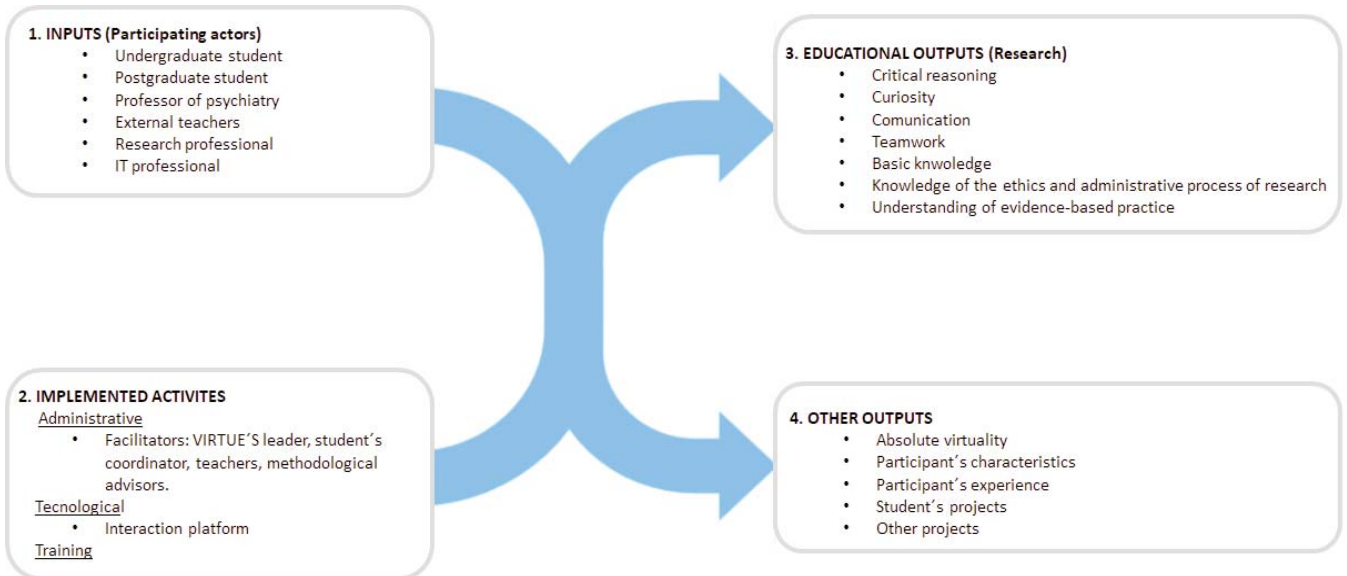 1. INPUTS (Participating actors)
• Undergraduate student
• Postgraduate student
• Professor of psychiatry
• External teachers
• Research professional
• IT professional
2. IMPLEMENTED ACTIVITES
Administrative
• Facilitators: VIRTUE´S leader, student´s
coordinator, teachers, methodological
advisors.
Tecnological
• Interaction platform
Training
3. EDUCATIONAL OUTPUTS (Research)
• Critical reasoning
• Curiosity
• Comunication
• Teamwork
• Basic knwoledge
• Knowledge of the ethics and administrative process of research
• Understanding of evidence-based practice
4. OTHER OUTPUTS
• Absolute virtuality
• Participant´s characteristics
• Participant´s experience
• Student´s projects
• Other projects